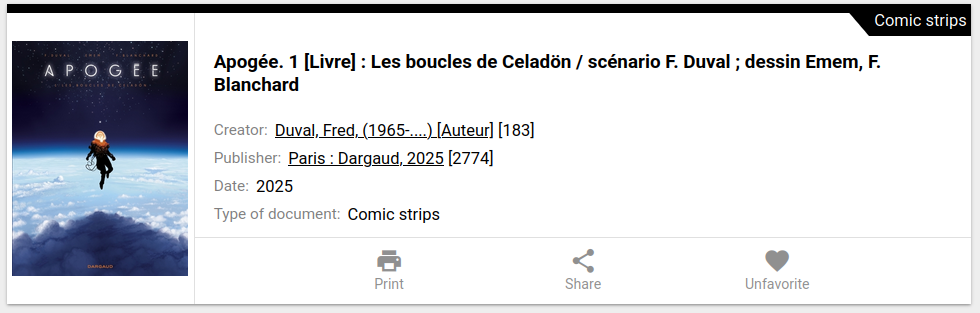 Comic strips
APOGÉE
DARGAUD
Apogée. 1 [Livre] : Les boucles de Celadön / scénario F. Duval ; dessin Emem, F.
Blanchard
Creator: Duval, Fred, (1965-....) [Auteur] [183]
Publisher: Paris : Dargaud, 2025 [2774]
Date: 2025
Type of document: Comic strips
Print
Share
Unfavorite